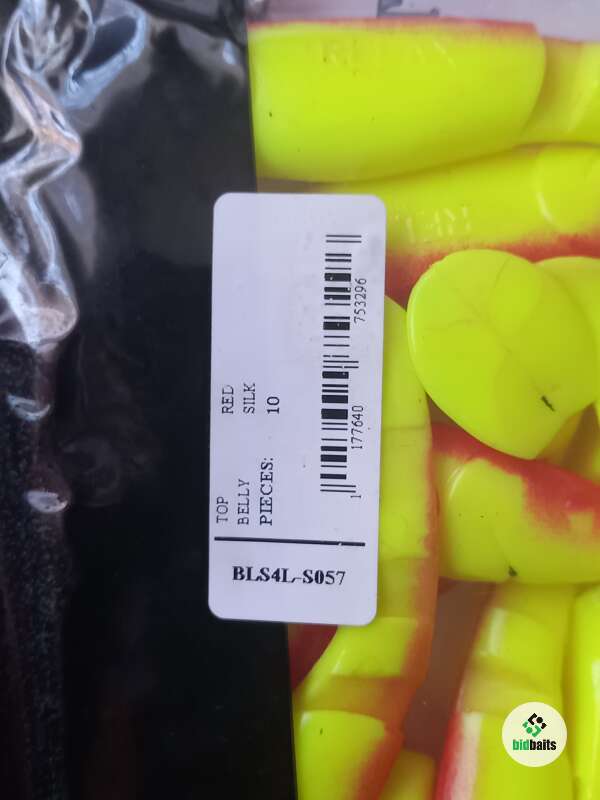 TOP RED
BELLY SILK
PIECES: 10
1 177640 753296
BLS4L-S057
bidbaits